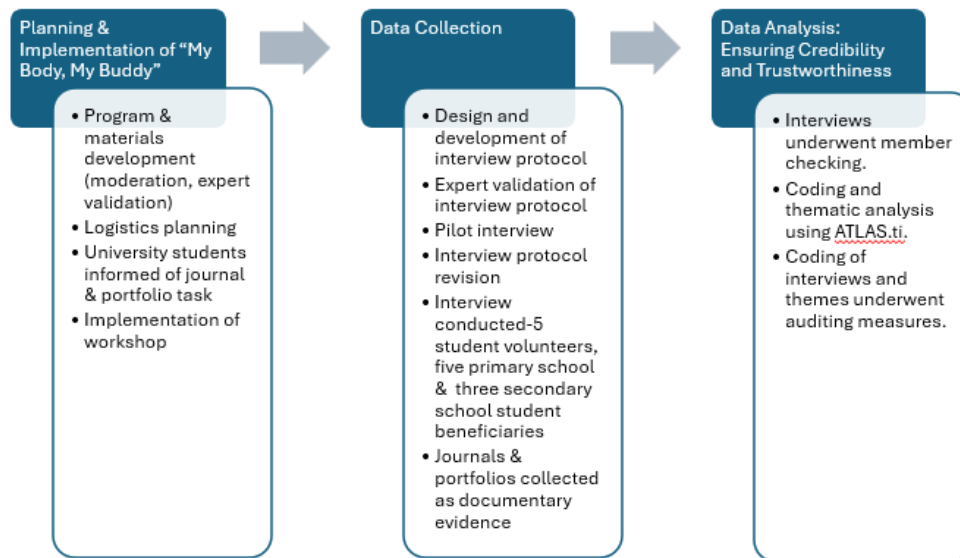 Planning &
Implementation of “My
Body, My Buddy”
• Program &
materials
development
(moderation, expert
validation)
• Logistics planning
• University students
informed of journal
& portfolio task
• Implementation of
workshop
Data Collection
• Design and
development of
interview protocol
• Expert validation of
interview protocol
• Pilot interview
• Interview protocol
revision
• Interview
conducted-5
student volunteers,
five primary school
& three secondary
school student
beneficiaries
• Journals &
portfolios collected
as documentary
evidence
Data Analysis:
Ensuring Credibility
and Trustworthiness
• Interviews
underwent member
checking.
• Coding and
thematic analysis
using ATLAS.ti.
• Coding of
interviews and
themes underwent
auditing measures.